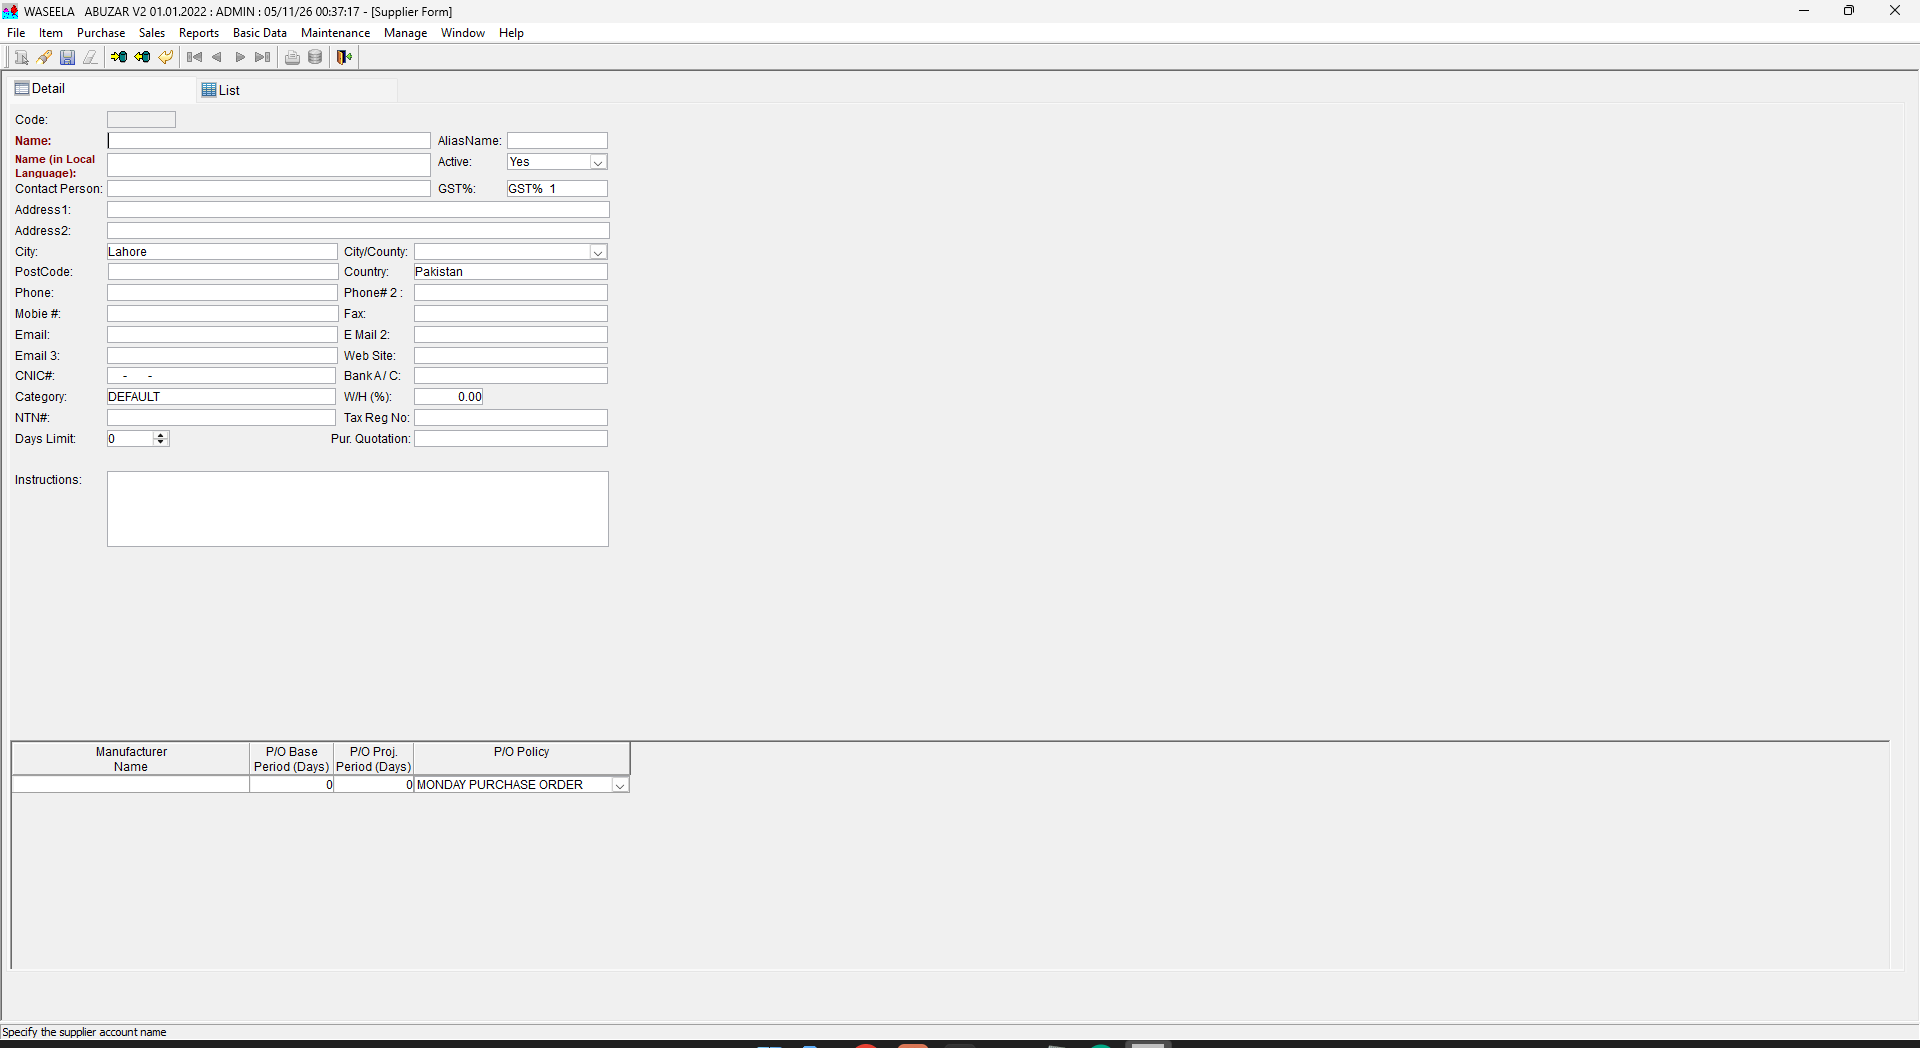 WASEELA   ABUZAR V2 01.01.2022 : ADMIN : 05/11/26 00:37:17 - [Supplier Form]
File Item Purchase Sales Reports Basic Data Maintenance Manage Window Help
Detail List
Code:
Name: AliasName:
Name (in Local Language): Active: Yes
Contact Person: GST%: GST%  1
Address1:
Address2:
City: Lahore City/County:
PostCode: Country: Pakistan
Phone: Phone# 2 :
Mobie #: Fax:
Email: E Mail 2:
Email 3: Web Site:
CNIC#: - - Bank A / C:
Category: DEFAULT W/H (%): 0.00
NTN#: Tax Reg No:
Days Limit: 0 Pur. Quotation:
Instructions:
Manufacturer Name P/O Base Period (Days) P/O Proj. Period (Days) P/O Policy
0 0 MONDAY PURCHASE ORDER
Specify the supplier account name